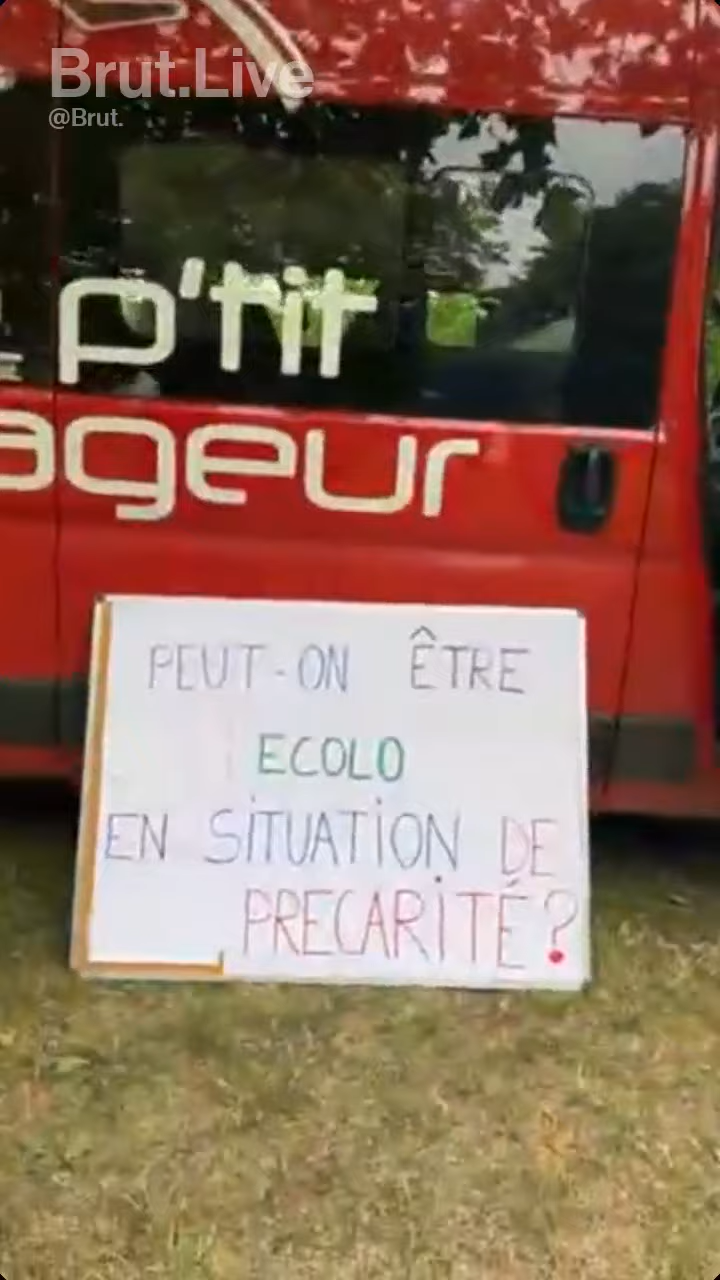 Brut.Live
@Brut.
p'tit
ageur
PEUT-ON ÊTRE
ECOLO
EN SITUATION DE
PRECARITÉ?